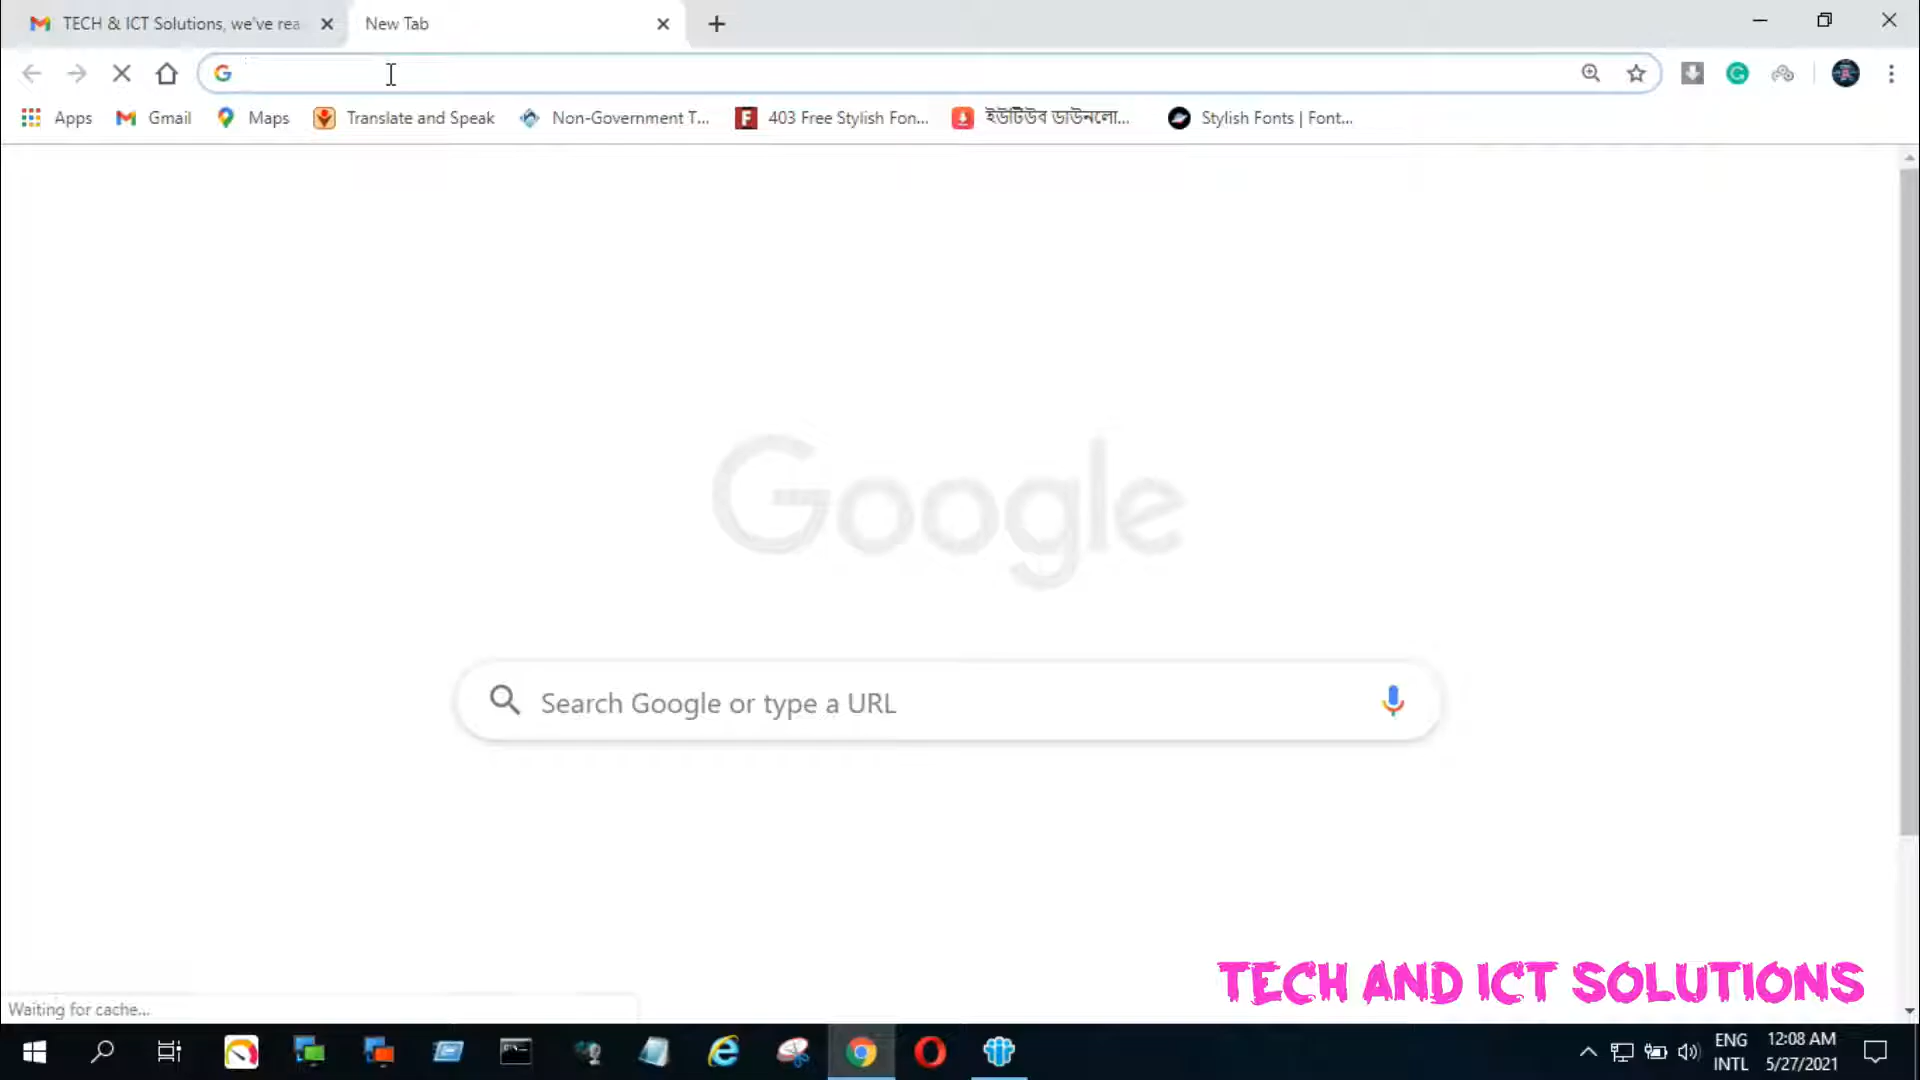 TECH & ICT Solutions, we've rea
New Tab
Apps
Gmail
Maps
Translate and Speak
Non-Government T...
403 Free Stylish Fon...
ইউটিউব ডাউনলো...
Stylish Fonts | Font...
Google
Search Google or type a URL
TECH AND ICT SOLUTIONS
Waiting for cache...
ENG
INTL
12:08 AM
5/27/2021